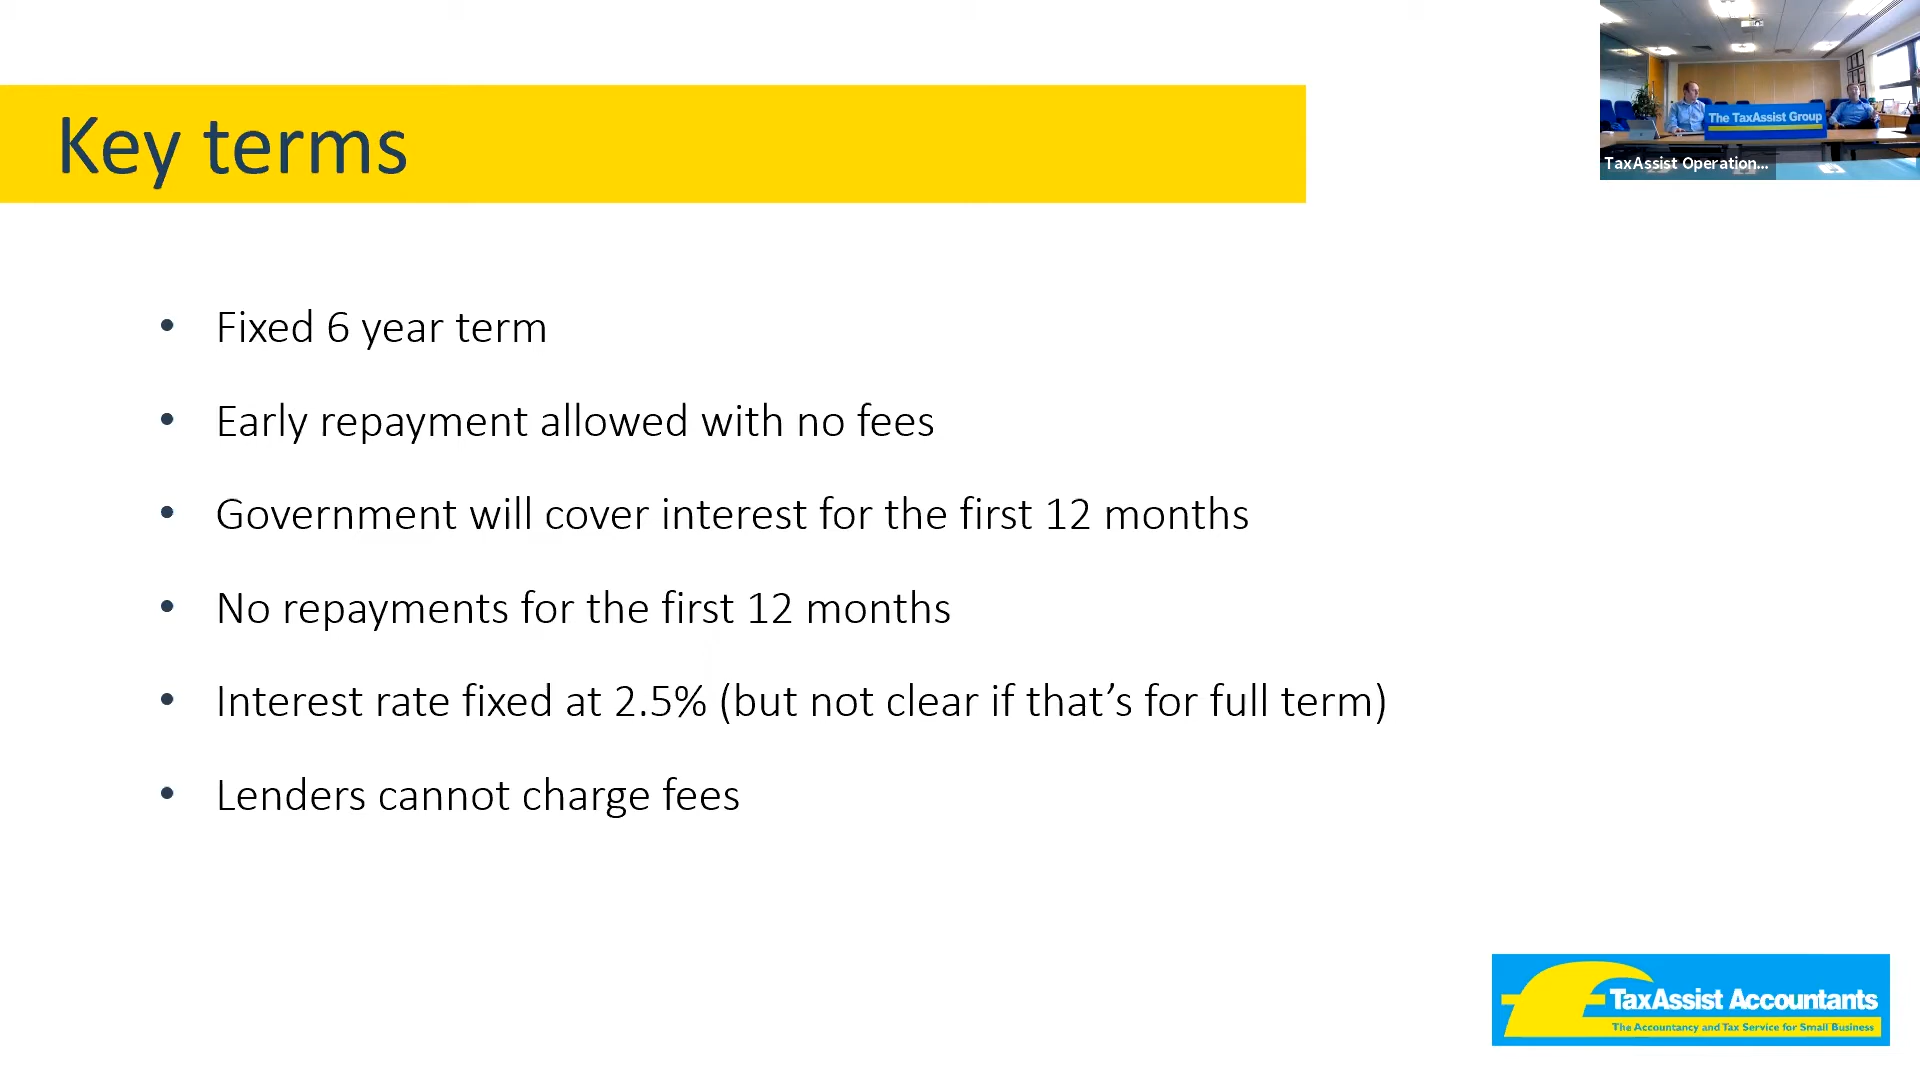 Key terms
The TaxAssist Group
TaxAssist Operation...
• Fixed 6 year term
• Early repayment allowed with no fees
• Government will cover interest for the first 12 months
• No repayments for the first 12 months
• Interest rate fixed at 2.5% (but not clear if that’s for full term)
• Lenders cannot charge fees
TaxAssist Accountants
The Accountancy and Tax Service for Small Business